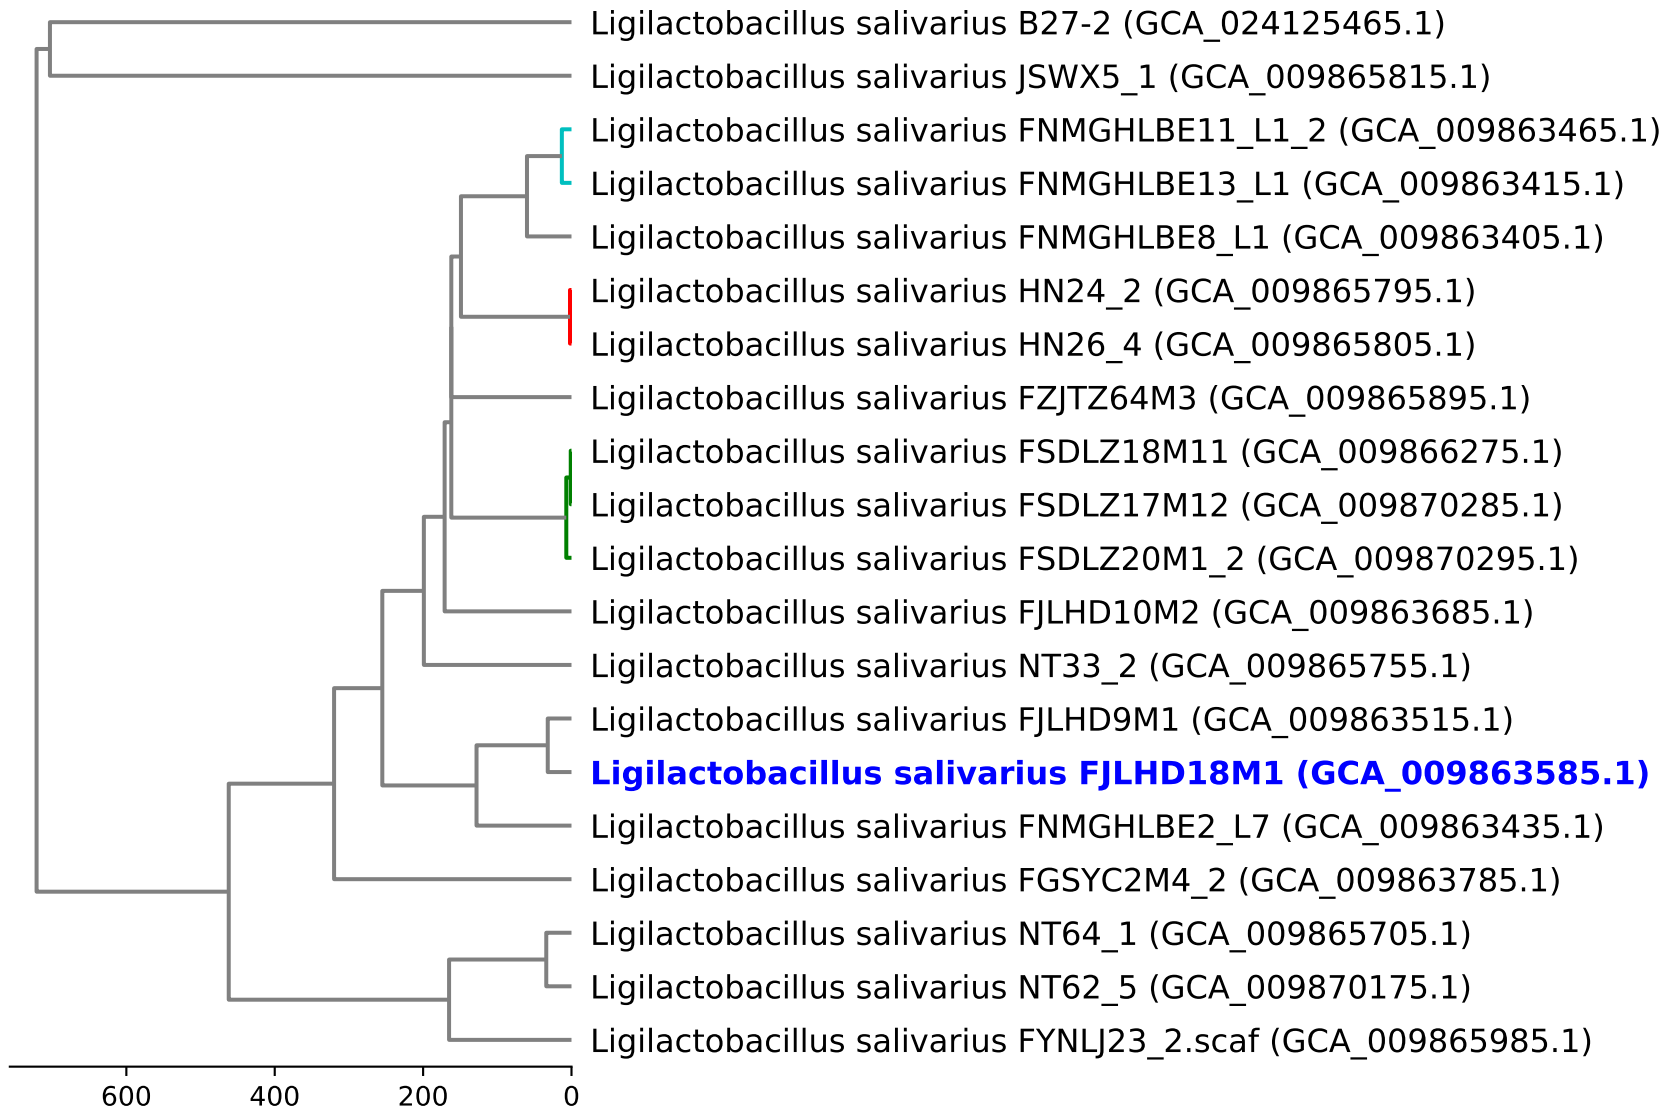 Ligilactobacillus salivarius B27-2 (GCA_024125465.1)
Ligilactobacillus salivarius JSWX5_1 (GCA_009865815.1)
Ligilactobacillus salivarius FNMGHLBE11_L1_2 (GCA_009863465.1)
Ligilactobacillus salivarius FNMGHLBE13_L1 (GCA_009863415.1)
Ligilactobacillus salivarius FNMGHLBE8_L1 (GCA_009863405.1)
Ligilactobacillus salivarius HN24_2 (GCA_009865795.1)
Ligilactobacillus salivarius HN26_4 (GCA_009865805.1)
Ligilactobacillus salivarius FZJTZ64M3 (GCA_009865895.1)
Ligilactobacillus salivarius FSDLZ18M11 (GCA_009866275.1)
Ligilactobacillus salivarius FSDLZ17M12 (GCA_009870285.1)
Ligilactobacillus salivarius FSDLZ20M1_2 (GCA_009870295.1)
Ligilactobacillus salivarius FJLHD10M2 (GCA_009863685.1)
Ligilactobacillus salivarius NT33_2 (GCA_009865755.1)
Ligilactobacillus salivarius FJLHD9M1 (GCA_009863515.1)
Ligilactobacillus salivarius FJLHD18M1 (GCA_009863585.1)
Ligilactobacillus salivarius FNMGHLBE2_L7 (GCA_009863435.1)
Ligilactobacillus salivarius FGSYC2M4_2 (GCA_009863785.1)
Ligilactobacillus salivarius NT64_1 (GCA_009865705.1)
Ligilactobacillus salivarius NT62_5 (GCA_009870175.1)
Ligilactobacillus salivarius FYNLJ23_2.scaf (GCA_009865985.1)
600 400 200 0